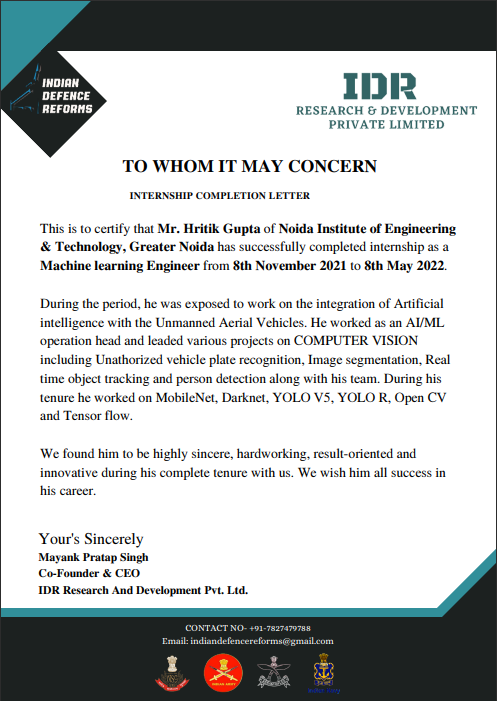 INDIAN
DEFENCE
REFORMS
IDR
RESEARCH & DEVELOPMENT
PRIVATE LIMITED
TO WHOM IT MAY CONCERN
INTERNSHIP COMPLETION LETTER
This is to certify that Mr. Hritik Gupta of Noida Institute of Engineering
& Technology, Greater Noida has successfully completed internship as a
Machine learning Engineer from 8th November 2021 to 8th May 2022.
During the period, he was exposed to work on the integration of Artificial
intelligence with the Unmanned Aerial Vehicles. He worked as an AI/ML
operation head and leaded various projects on COMPUTER VISION
including Unathorized vehicle plate recognition, Image segmentation, Real
time object tracking and person detection along with his team. During his
tenure he worked on MobileNet, Darknet, YOLO V5, YOLO R, Open CV
and Tensor flow.
We found him to be highly sincere, hardworking, result-oriented and
innovative during his complete tenure with us. We wish him all success in
his career.
Your's Sincerely
Mayank Pratap Singh
Co-Founder & CEO
IDR Research And Development Pvt. Ltd.
CONTACT NO- +91-7827479788
Email: indiandefencereforms@gmail.com